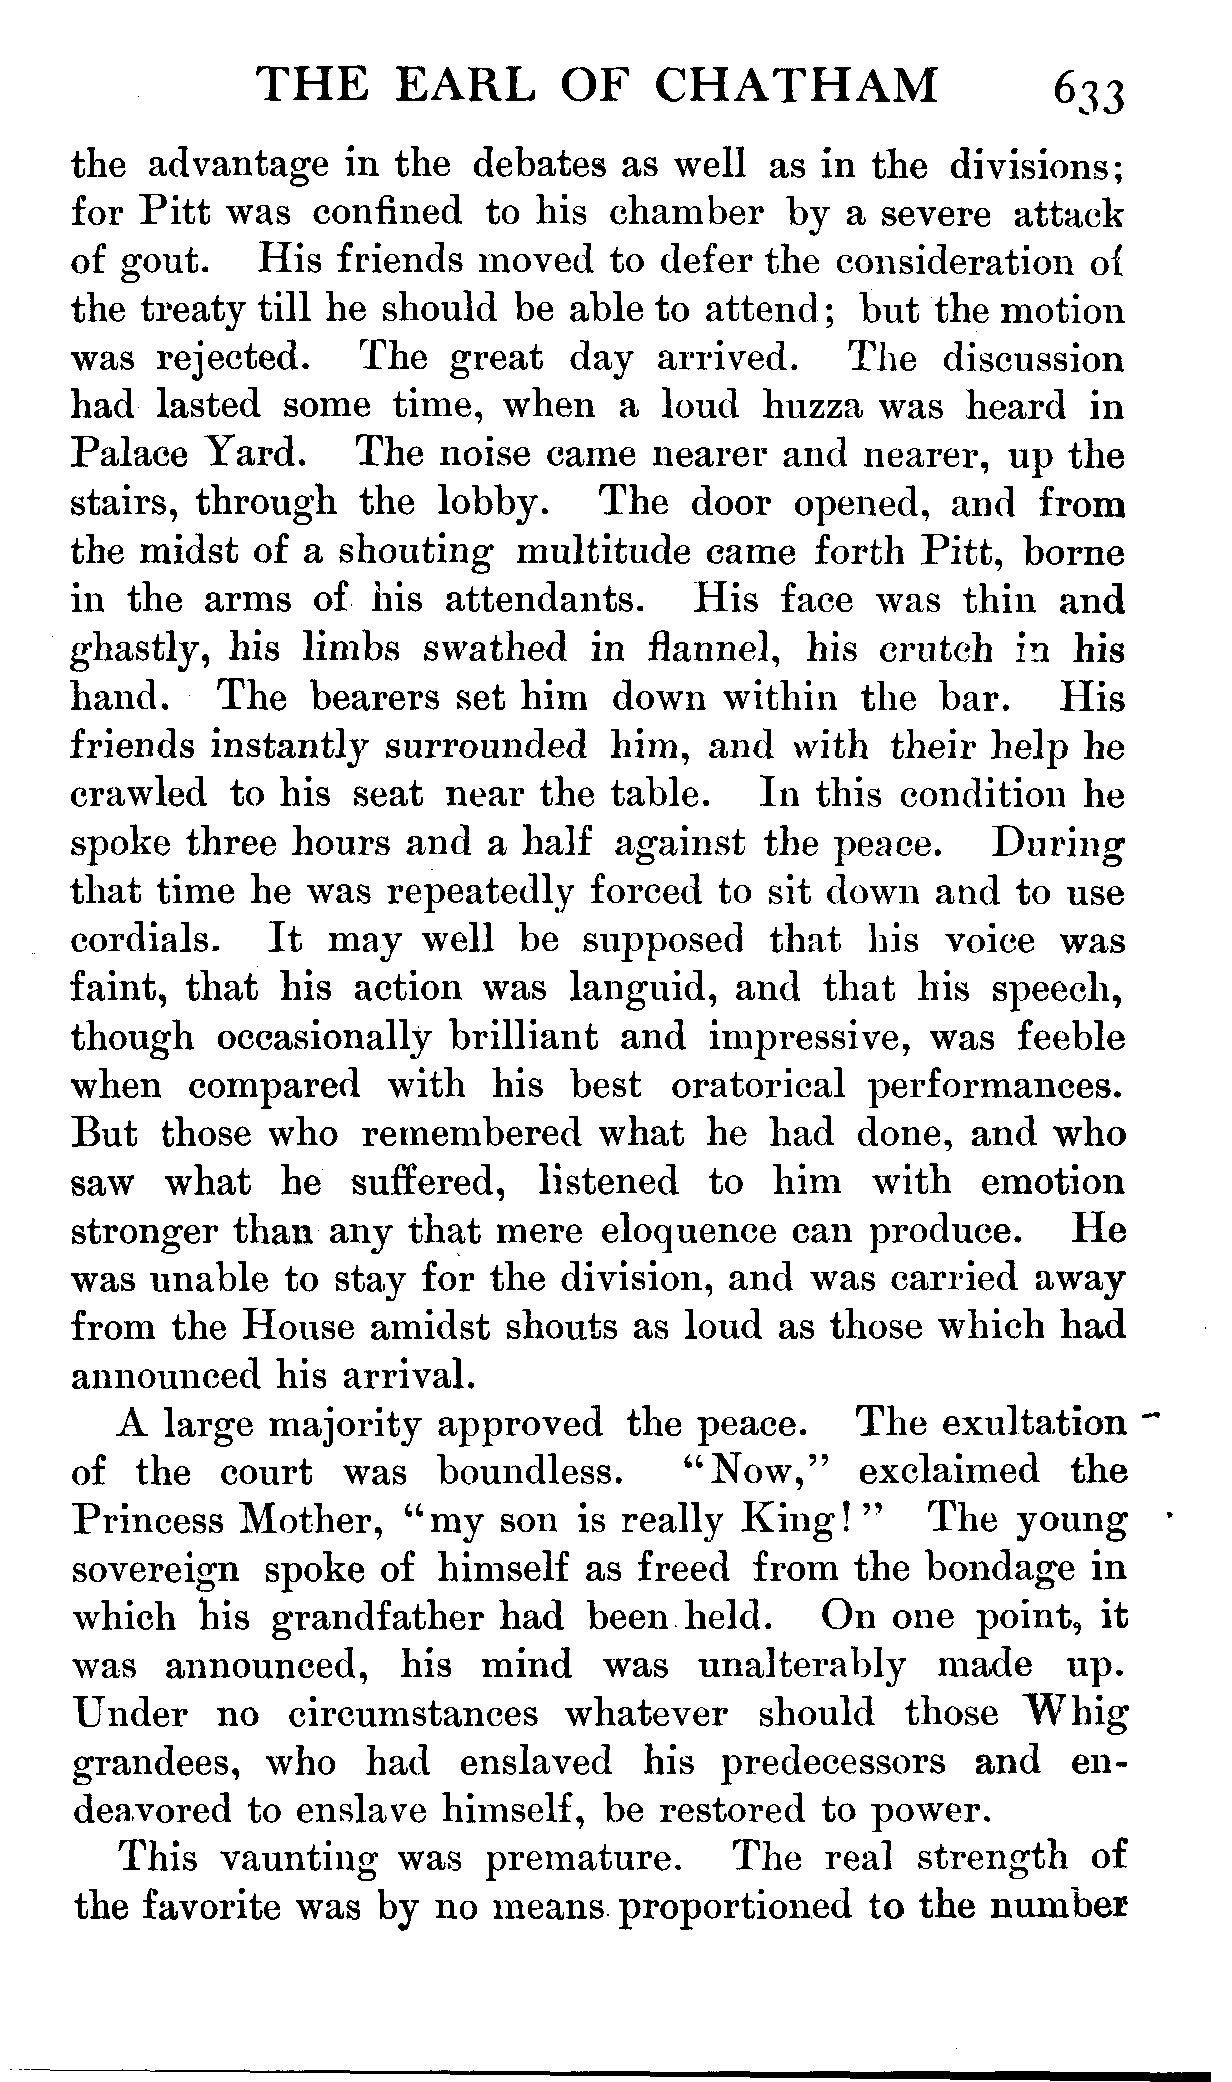 THE EARL OF CHATHAM 633
the advantage in the debates as well as in the divisions;
for Pitt was confined to his chamber by a severe attack
of gout. His friends moved to defer the consideration of
the treaty till he should be able to attend; but the motion
was rejected. The great day arrived. The discussion
had lasted some time, when a loud huzza was heard in
Palace Yard. The noise came nearer and nearer, up the
stairs, through the lobby. The door opened, and from
the midst of a shouting multitude came forth Pitt, borne
in the arms of his attendants. His face was thin and
ghastly, his limbs swathed in flannel, his crutch in his
hand. The bearers set him down within the bar. His
friends instantly surrounded him, and with their help he
crawled to his seat near the table. In this condition he
spoke three hours and a half against the peace. During
that time he was repeatedly forced to sit down and to use
cordials. It may well be supposed that his voice was
faint, that his action was languid, and that his speech,
though occasionally brilliant and impressive, was feeble
when compared with his best oratorical performances.
But those who remembered what he had done, and who
saw what he suffered, listened to him with emotion
stronger than any that mere eloquence can produce. He
was unable to stay for the division, and was carried away
from the House amidst shouts as loud as those which had
announced his arrival.
A large majority approved the peace. The exultation
of the court was boundless. "Now," exclaimed the
Princess Mother, "my son is really King!" The young
sovereign spoke of himself as freed from the bondage in
which his grandfather had been held. On one point, it
was announced, his mind was unalterably made up.
Under no circumstances whatever should those Whig
grandees, who had enslaved his predecessors and en-
deavored to enslave himself, be restored to power.
This vaunting was premature. The real strength of
the favorite was by no means proportioned to the number